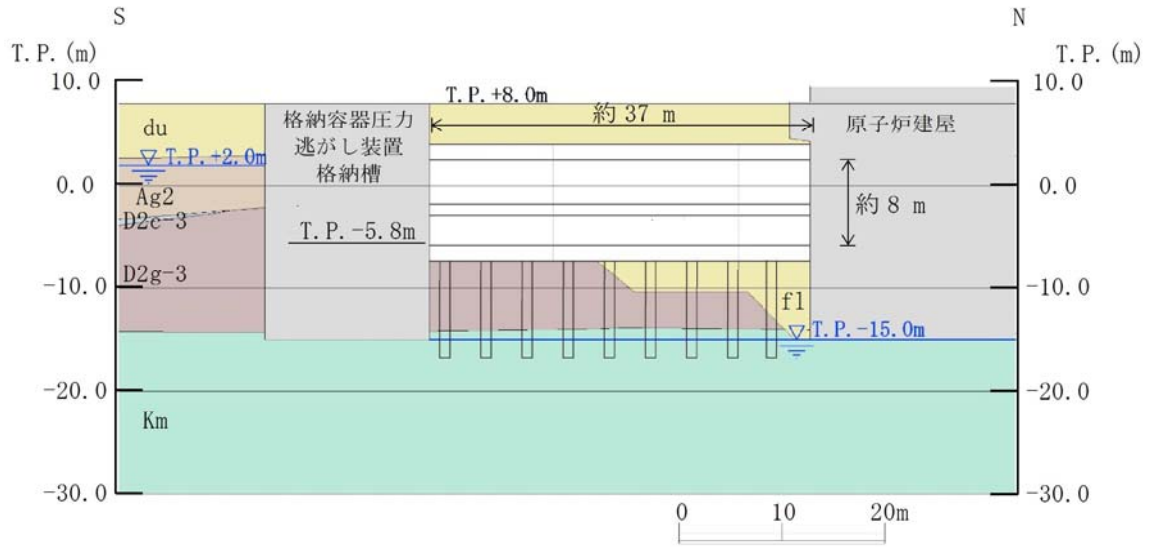 S
N
T.P.(m)
T.P.(m)
10.0
10.0
T.P.+8.0m
約37 m
格納容器圧力
逃がし装置
格納槽
原子炉建屋
du
T.P.+2.0m
0.0
0.0
Ag2
約8 m
D2c-3
T.P.-5.8m
D2g-3
-10.0
-10.0
fl
T.P.-15.0m
-20.0
-20.0
Km
-30.0
-30.0
0
10
20m